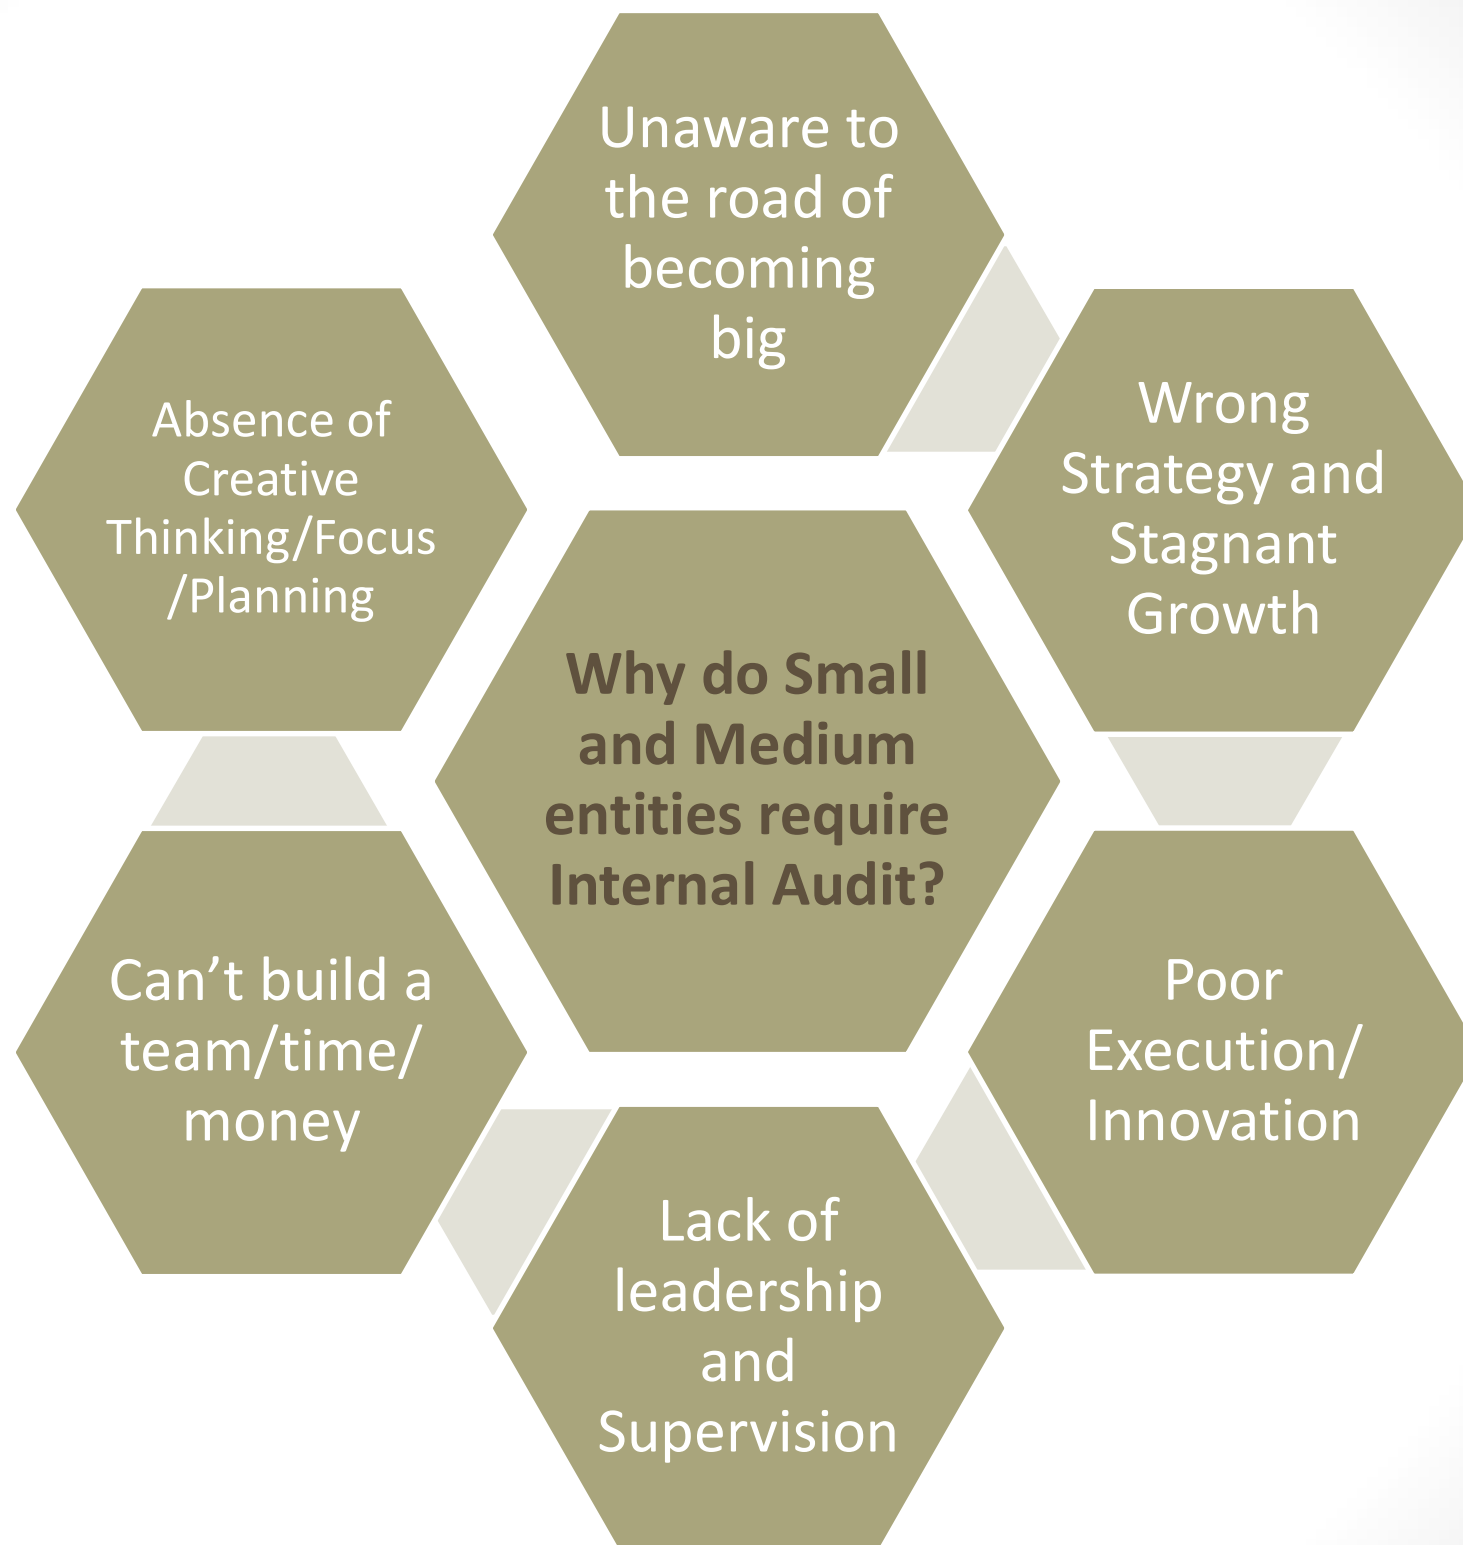 Unaware to
the road of
becoming
big
Wrong
Strategy and
Stagnant
Growth
Poor
Execution/
Innovation
Lack of
leadership
and
Supervision
Can’t build a
team/time/
money
Absence of
Creative
Thinking/Focus
/Planning
Why do Small
and Medium
entities require
Internal Audit?